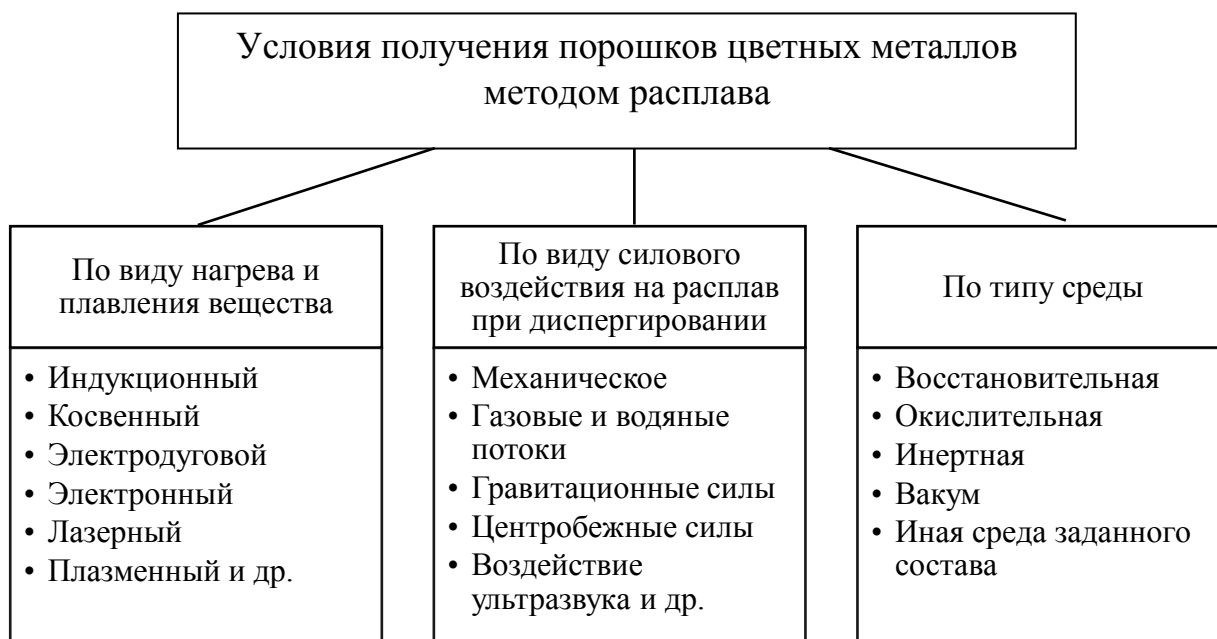 Условия получения порошков цветных металлов
методом расплава
По виду нагрева и
плавления вещества
• Индукционный
• Косвенный
• Электродуговой
• Электронный
• Лазерный
• Плазменный и др.
По виду силового
воздействия на расплав
при диспергировании
• Механическое
• Газовые и водяные
потоки
• Гравитационные силы
• Центробежные силы
• Воздействие
ультразвука и др.
По типу среды
• Восстановительная
• Окислительная
• Инертная
• Вакум
• Иная среда заданного
состава